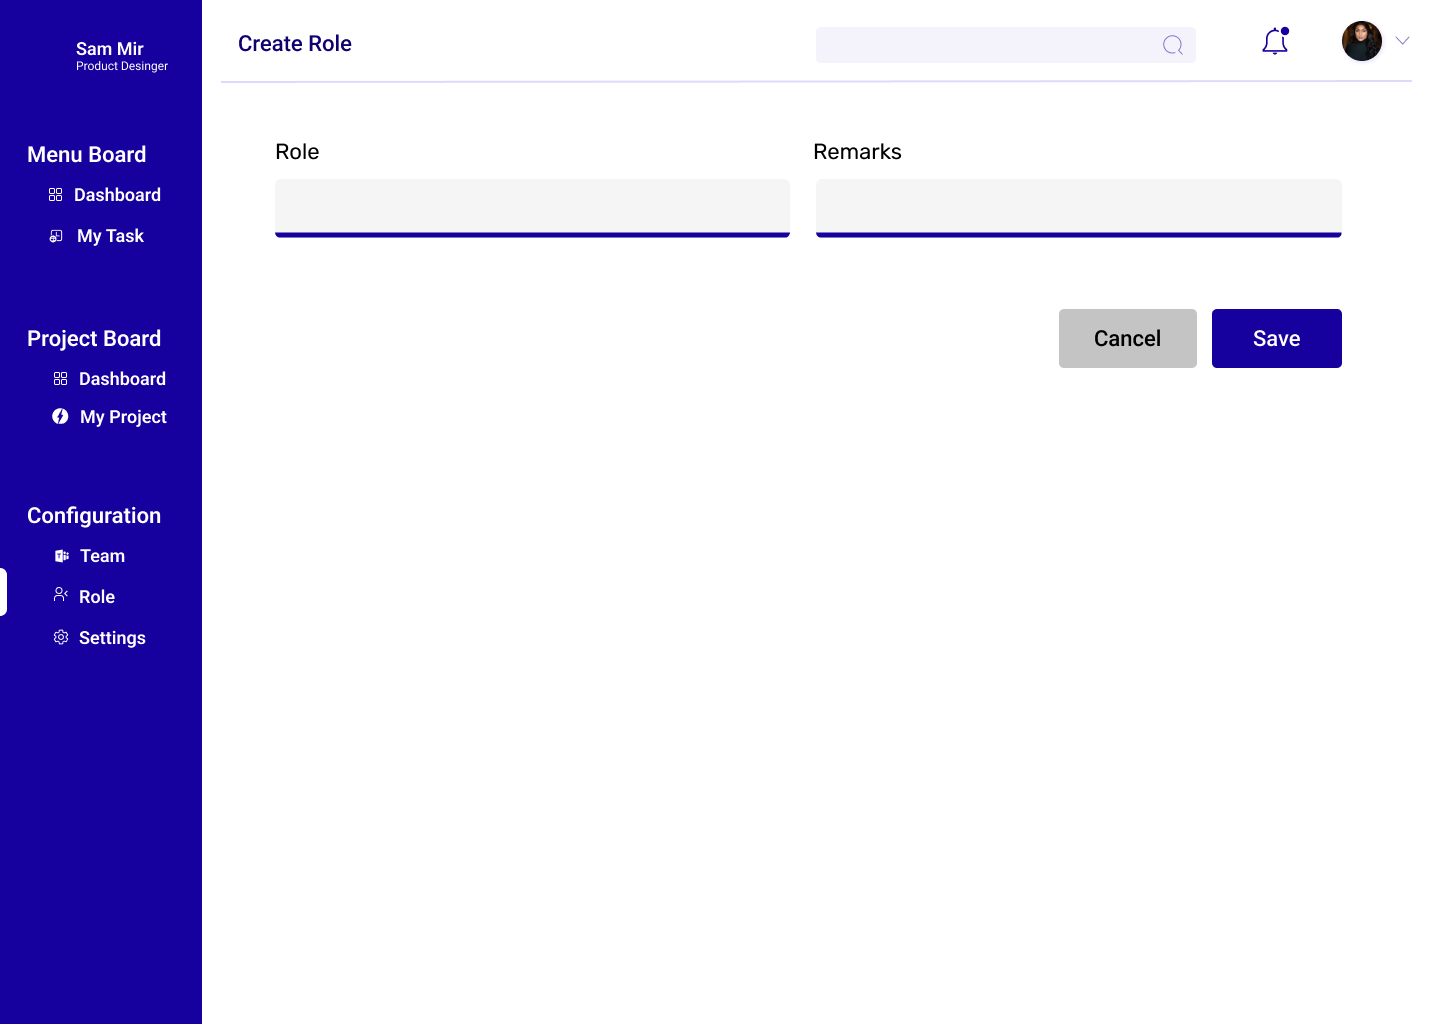 Sam Mir
Product Desinger
Menu Board
Dashboard
My Task
Project Board
Dashboard
My Project
Configuration
Team
Role
Settings
Create Role
Role
Remarks
Cancel
Save